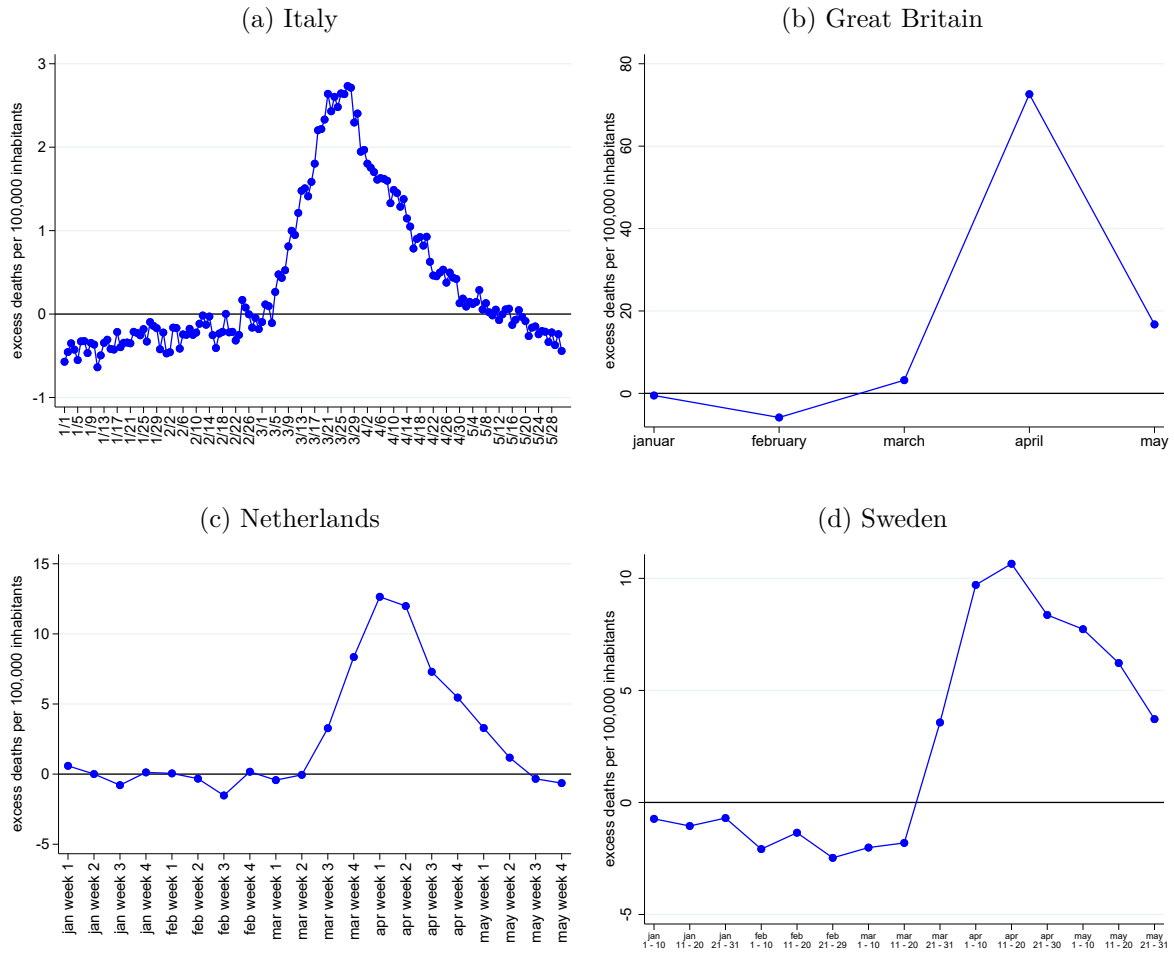 (a) Italy
excess deaths per 100,000 inhabitants
3
2
1
0
-1
1/1 1/5 1/9 1/13 1/17 1/21 1/25 1/29 2/2 2/6 2/10 2/14 2/18 2/22 2/26 3/1 3/5 3/9 3/13 3/17 3/21 3/25 3/29 4/2 4/6 4/10 4/14 4/18 4/22 4/26 4/30 5/4 5/8 5/12 5/16 5/20 5/24 5/28
(b) Great Britain
excess deaths per 100,000 inhabitants
80
60
40
20
0
januar february march april may
(c) Netherlands
excess deaths per 100,000 inhabitants
15
10
5
0
-5
jan week 1
jan week 2
jan week 3
jan week 4
feb week 1
feb week 2
feb week 3
feb week 4
mar week 1
mar week 2
mar week 3
mar week 4
apr week 1
apr week 2
apr week 3
apr week 4
may week 1
may week 2
may week 3
may week 4
(d) Sweden
excess deaths per 100,000 inhabitants
10
5
0
-5
jan jan jan feb feb feb mar mar mar apr apr apr may may may
1 - 10 11 - 20 21 - 31 1 - 10 11 - 20 21 - 29 1 - 10 11 - 20 21 - 31 1 - 10 11 - 20 21 - 30 1 - 10 11 - 20 21 - 31